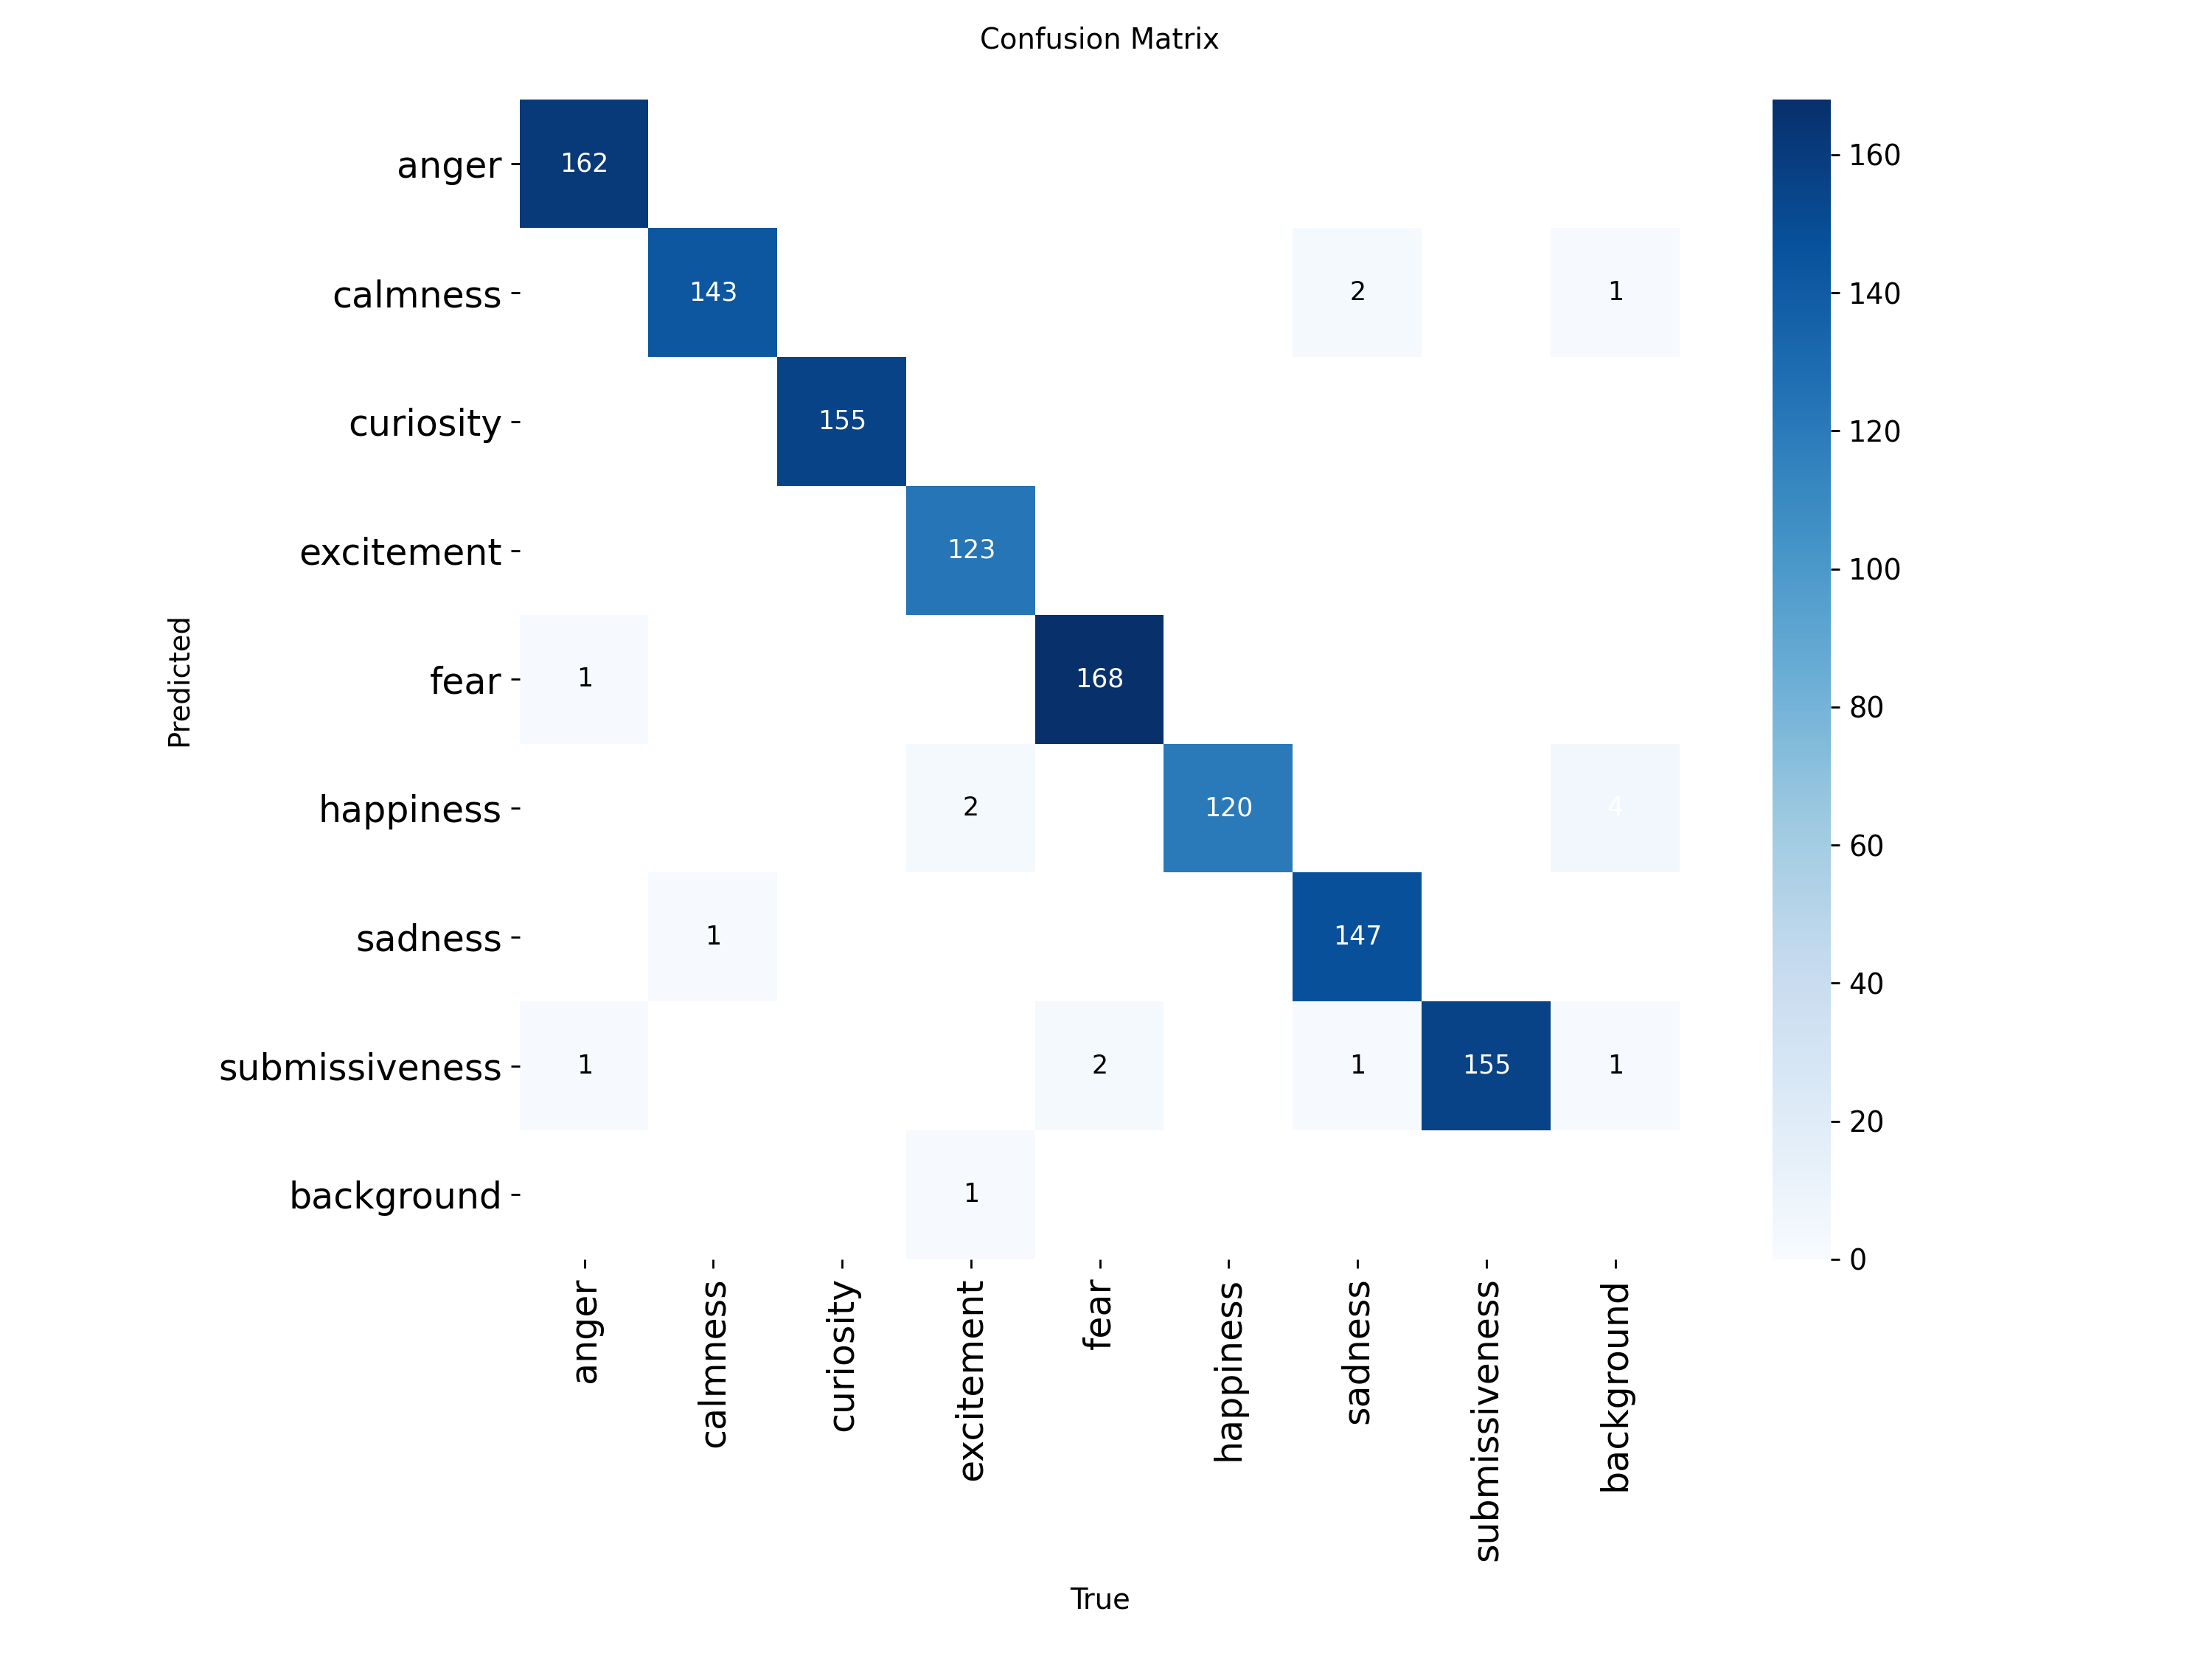 Confusion Matrix
anger
162
160
calmness
143
2
1
140
curiosity
155
120
excitement
123
100
fear
1
168
80
Predicted
happiness
2
120
4
60
sadness
1
147
40
submissiveness
1
2
1
155
1
20
background
1
0
anger
calmness
curiosity
excitement
fear
happiness
sadness
submissiveness
background
True